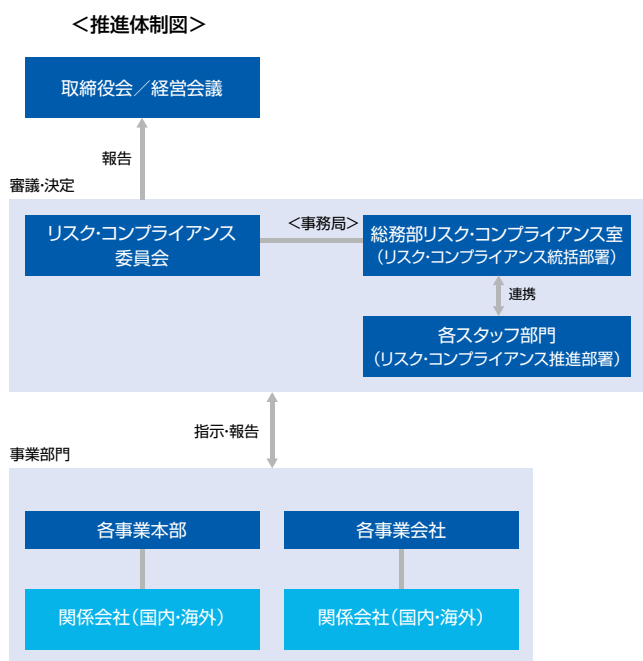 ＜推進体制図＞
取締役会／経営会議
報告
審議・決定
リスク・コンプライアンス
委員会
＜事務局＞
総務部リスク・コンプライアンス室
（リスク・コンプライアンス統括部署）
連携
各スタッフ部門
（リスク・コンプライアンス推進部署）
指示・報告
事業部門
各事業本部
各事業会社
関係会社（国内・海外）
関係会社（国内・海外）